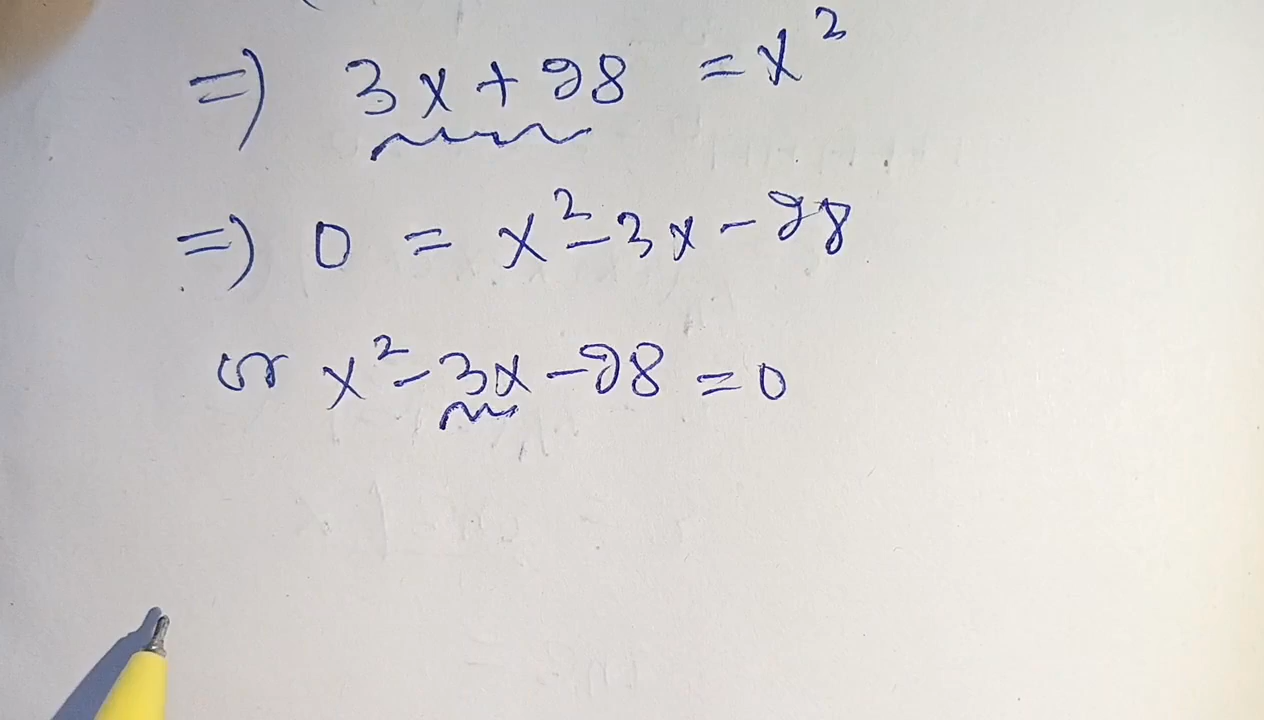 => 3x + 28 = x²
=> 0 = x² - 3x - 28
or x² - 3x - 28 = 0